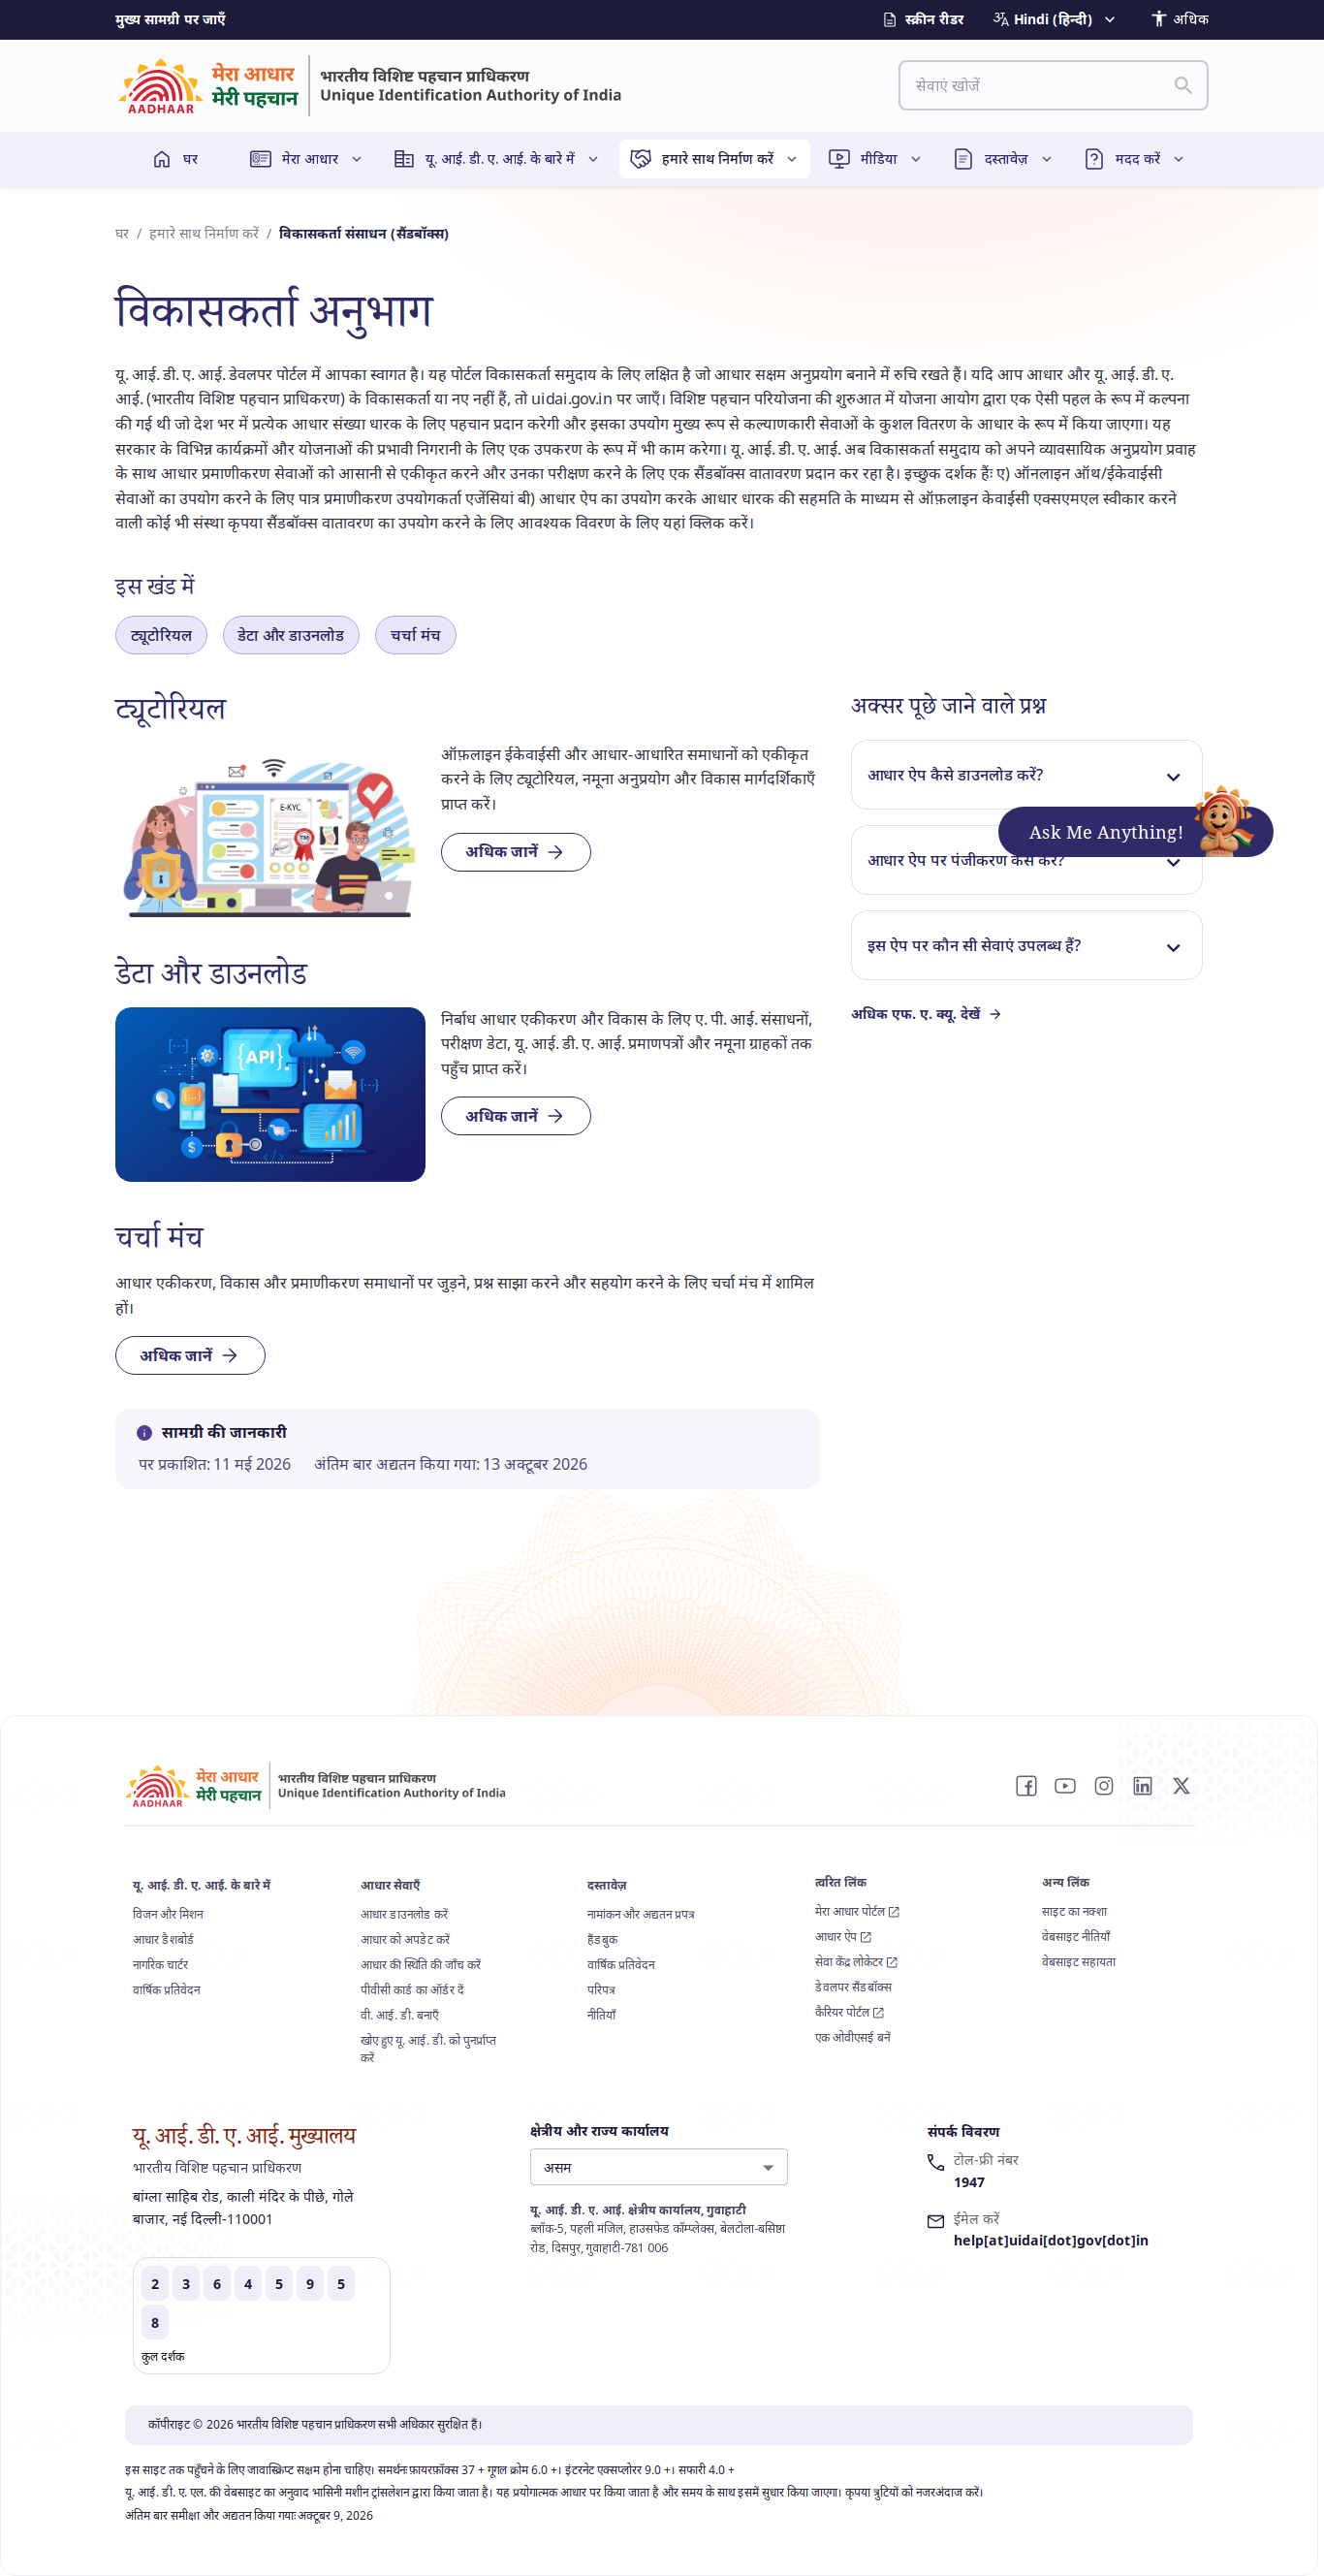 मुख्य सामग्री पर जाएँ
स्क्रीन रीडर
Hindi (हिन्दी)
अधिक
AADHAAR
मेरा आधार
मेरी पहचान
भारतीय विशिष्ट पहचान प्राधिकरण
Unique Identification Authority of India
सेवाएं खोजें
घर
मेरा आधार
यू. आई. डी. ए. आई. के बारे में
हमारे साथ निर्माण करें
मीडिया
दस्तावेज़
मदद करें
घर / हमारे साथ निर्माण करें / विकासकर्ता संसाधन (सैंडबॉक्स)
विकासकर्ता अनुभाग
यू. आई. डी. ए. आई. डेवलपर पोर्टल में आपका स्वागत है। यह पोर्टल विकासकर्ता समुदाय के लिए लक्षित है जो आधार सक्षम अनुप्रयोग बनाने में रुचि रखते हैं। यदि आप आधार और यू. आई. डी. ए.
आई. (भारतीय विशिष्ट पहचान प्राधिकरण) के विकासकर्ता या नए नहीं हैं, तो uidai.gov.in पर जाएँ। विशिष्ट पहचान परियोजना की शुरुआत में योजना आयोग द्वारा एक ऐसी पहल के रूप में कल्पना
की गई थी जो देश भर में प्रत्येक आधार संख्या धारक के लिए पहचान प्रदान करेगी और इसका उपयोग मुख्य रूप से कल्याणकारी सेवाओं के कुशल वितरण के आधार के रूप में किया जाएगा। यह
सरकार के विभिन्न कार्यक्रमों और योजनाओं की प्रभावी निगरानी के लिए एक उपकरण के रूप में भी काम करेगा। यू. आई. डी. ए. आई. अब विकासकर्ता समुदाय को अपने व्यावसायिक अनुप्रयोग प्रवाह
के साथ आधार प्रमाणीकरण सेवाओं को आसानी से एकीकृत करने और उनका परीक्षण करने के लिए एक सैंडबॉक्स वातावरण प्रदान कर रहा है। इच्छुक दर्शक हैंः ए) ऑनलाइन ऑथ/ईकेवाईसी
सेवाओं का उपयोग करने के लिए पात्र प्रमाणीकरण उपयोगकर्ता एजेंसियां बी) आधार ऐप का उपयोग करके आधार धारक की सहमति के माध्यम से ऑफ़लाइन केवाईसी एक्सएमएल स्वीकार करने
वाली कोई भी संस्था कृपया सैंडबॉक्स वातावरण का उपयोग करने के लिए आवश्यक विवरण के लिए यहां क्लिक करें।
इस खंड में
ट्यूटोरियल
डेटा और डाउनलोड
चर्चा मंच
ट्यूटोरियल
E-KYC
ऑफ़लाइन ईकेवाईसी और आधार-आधारित समाधानों को एकीकृत
करने के लिए ट्यूटोरियल, नमूना अनुप्रयोग और विकास मार्गदर्शिकाएँ
प्राप्त करें।
अधिक जानें
अक्सर पूछे जाने वाले प्रश्न
आधार ऐप कैसे डाउनलोड करें?
Ask Me Anything!
आधार ऐप पर पंजीकरण कैसे करें?
इस ऐप पर कौन सी सेवाएं उपलब्ध हैं?
अधिक एफ. ए. क्यू. देखें
डेटा और डाउनलोड
{API}
निर्बाध आधार एकीकरण और विकास के लिए ए. पी. आई. संसाधनों,
परीक्षण डेटा, यू. आई. डी. ए. आई. प्रमाणपत्रों और नमूना ग्राहकों तक
पहुँच प्राप्त करें।
अधिक जानें
चर्चा मंच
आधार एकीकरण, विकास और प्रमाणीकरण समाधानों पर जुड़ने, प्रश्न साझा करने और सहयोग करने के लिए चर्चा मंच में शामिल
हों।
अधिक जानें
सामग्री की जानकारी
पर प्रकाशित: 11 मई 2026
अंतिम बार अद्यतन किया गया: 13 अक्टूबर 2026
AADHAAR
मेरा आधार
मेरी पहचान
भारतीय विशिष्ट पहचान प्राधिकरण
Unique Identification Authority of India
यू. आई. डी. ए. आई. के बारे में
विजन और मिशन
आधार डैशबोर्ड
नागरिक चार्टर
वार्षिक प्रतिवेदन
आधार सेवाएँ
आधार डाउनलोड करें
आधार को अपडेट करें
आधार की स्थिति की जाँच करें
पीवीसी कार्ड का ऑर्डर दें
वी. आई. डी. बनाएँ
खोए हुए यू. आई. डी. को पुनर्प्राप्त
करें
दस्तावेज़
नामांकन और अद्यतन प्रपत्र
हैंडबुक
वार्षिक प्रतिवेदन
परिपत्र
नीतियाँ
त्वरित लिंक
मेरा आधार पोर्टल
आधार ऐप
सेवा केंद्र लोकेटर
डेवलपर सैंडबॉक्स
कैरियर पोर्टल
एक ओवीएसई बनें
अन्य लिंक
साइट का नक्शा
वेबसाइट नीतियाँ
वेबसाइट सहायता
यू. आई. डी. ए. आई. मुख्यालय
भारतीय विशिष्ट पहचान प्राधिकरण
बांग्ला साहिब रोड, काली मंदिर के पीछे, गोले
बाजार, नई दिल्ली-110001
2 3 6 4 5 9 5
8
कुल दर्शक
क्षेत्रीय और राज्य कार्यालय
असम
यू. आई. डी. ए. आई. क्षेत्रीय कार्यालय, गुवाहाटी
ब्लॉक-5, पहली मंजिल, हाउसफेड कॉम्प्लेक्स, बेलटोला-बसिष्ठा
रोड, दिसपुर, गुवाहाटी-781 006
संपर्क विवरण
टोल-फ्री नंबर
1947
ईमेल करें
help[at]uidai[dot]gov[dot]in
कॉपीराइट © 2026 भारतीय विशिष्ट पहचान प्राधिकरण सभी अधिकार सुरक्षित हैं।
इस साइट तक पहुँचने के लिए जावास्क्रिप्ट सक्षम होना चाहिए। समर्थनः फ़ायरफ़ॉक्स 37 + गूगल क्रोम 6.0 +। इंटरनेट एक्सप्लोरर 9.0 +। सफारी 4.0 +
यू. आई. डी. ए. एल. की वेबसाइट का अनुवाद भासिनी मशीन ट्रांसलेशन द्वारा किया जाता है। यह प्रयोगात्मक आधार पर किया जाता है और समय के साथ इसमें सुधार किया जाएगा। कृपया त्रुटियों को नजरअंदाज करें।
अंतिम बार समीक्षा और अद्यतन किया गयाः अक्टूबर 9, 2026